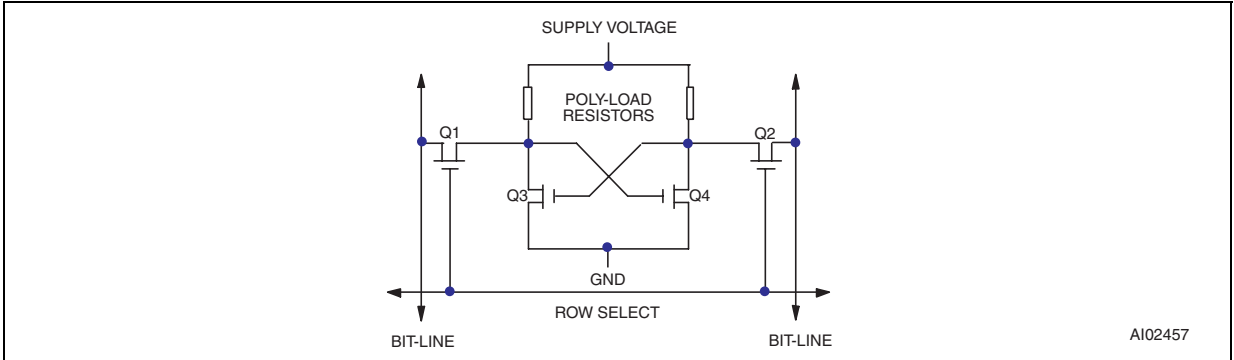 SUPPLY VOLTAGE
POLY-LOAD
RESISTORS
Q1
Q2
Q3
Q4
GND
ROW SELECT
BIT-LINE
BIT-LINE
AI02457